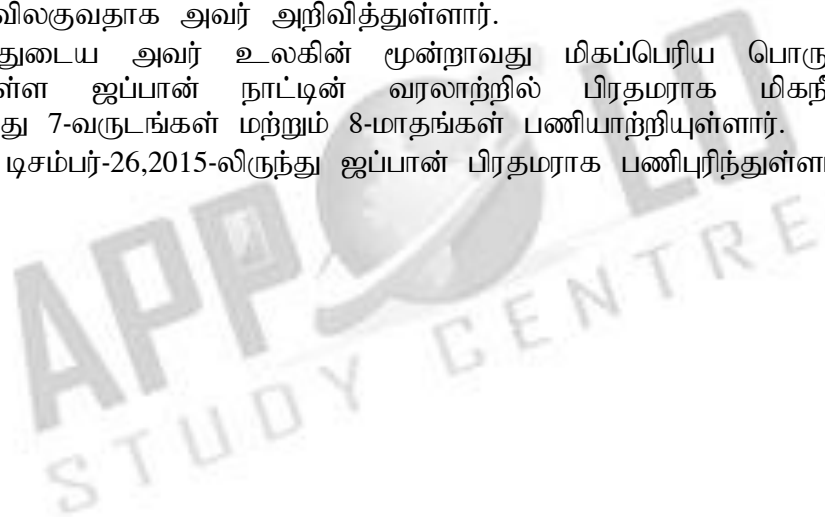 விலகுவதாக அவர் அறிவித்துள்ளார்.
துடைய அவர் உலகின் மூன்றாவது மிகப்பெரிய பொரு
ள்ள ஜப்பான் நாட்டின் வரலாற்றில் பிரதமராக மிகநீ
து 7-வருடங்கள் மற்றும் 8-மாதங்கள் பணியாற்றியுள்ளார்.
டிசம்பர்-26,2015-லிருந்து ஜப்பான் பிரதமராக பணிபுரிந்துள்ளா
APPOLO
STUDY CENTRE